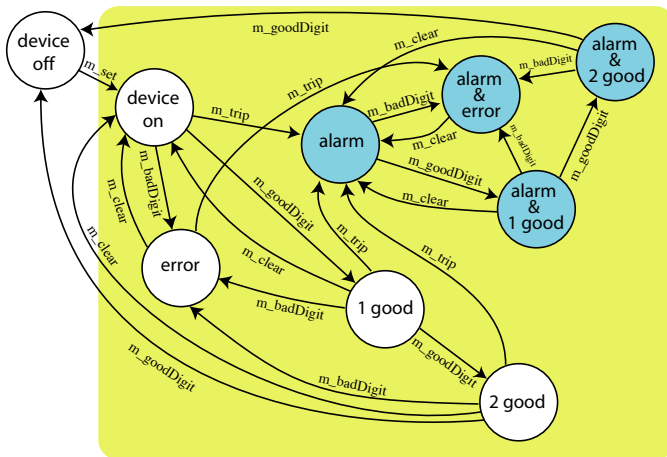 m_goodDigit
device
off
m_set
m_clear
alarm
&
2 good
m_badDigit
alarm
&
error
m_trip
device
on
m_trip
m_badDigit
alarm
m_clear
m_badDigit
m_goodDigit
m_goodDigit
m_badDigit
m_clear
m_goodDigit
m_clear
alarm
&
1 good
m_clear
error
m_clear
m_trip
m_trip
m_badDigit
1 good
m_goodDigit
m_goodDigit
m_badDigit
2 good